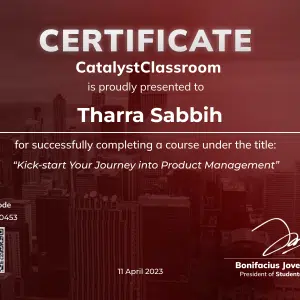 CERTIFICATE
CatalystClassroom
is proudly presented to
Tharra Sabbih
for successfully completing a course under the title:
“Kick-start Your Journey into Product Management”
ode
0453
11 April 2023
Bonifacius Jove
President of Students